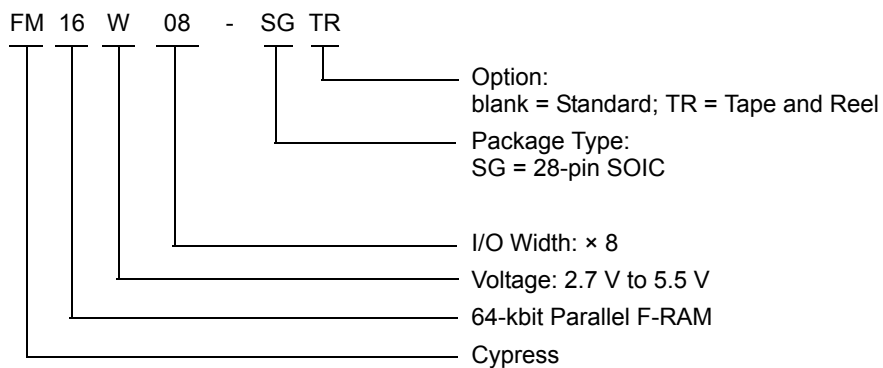 FM 16 W 08 - SG TR
Option:
blank = Standard; TR = Tape and Reel
Package Type:
SG = 28-pin SOIC
I/O Width: × 8
Voltage: 2.7 V to 5.5 V
64-kbit Parallel F-RAM
Cypress